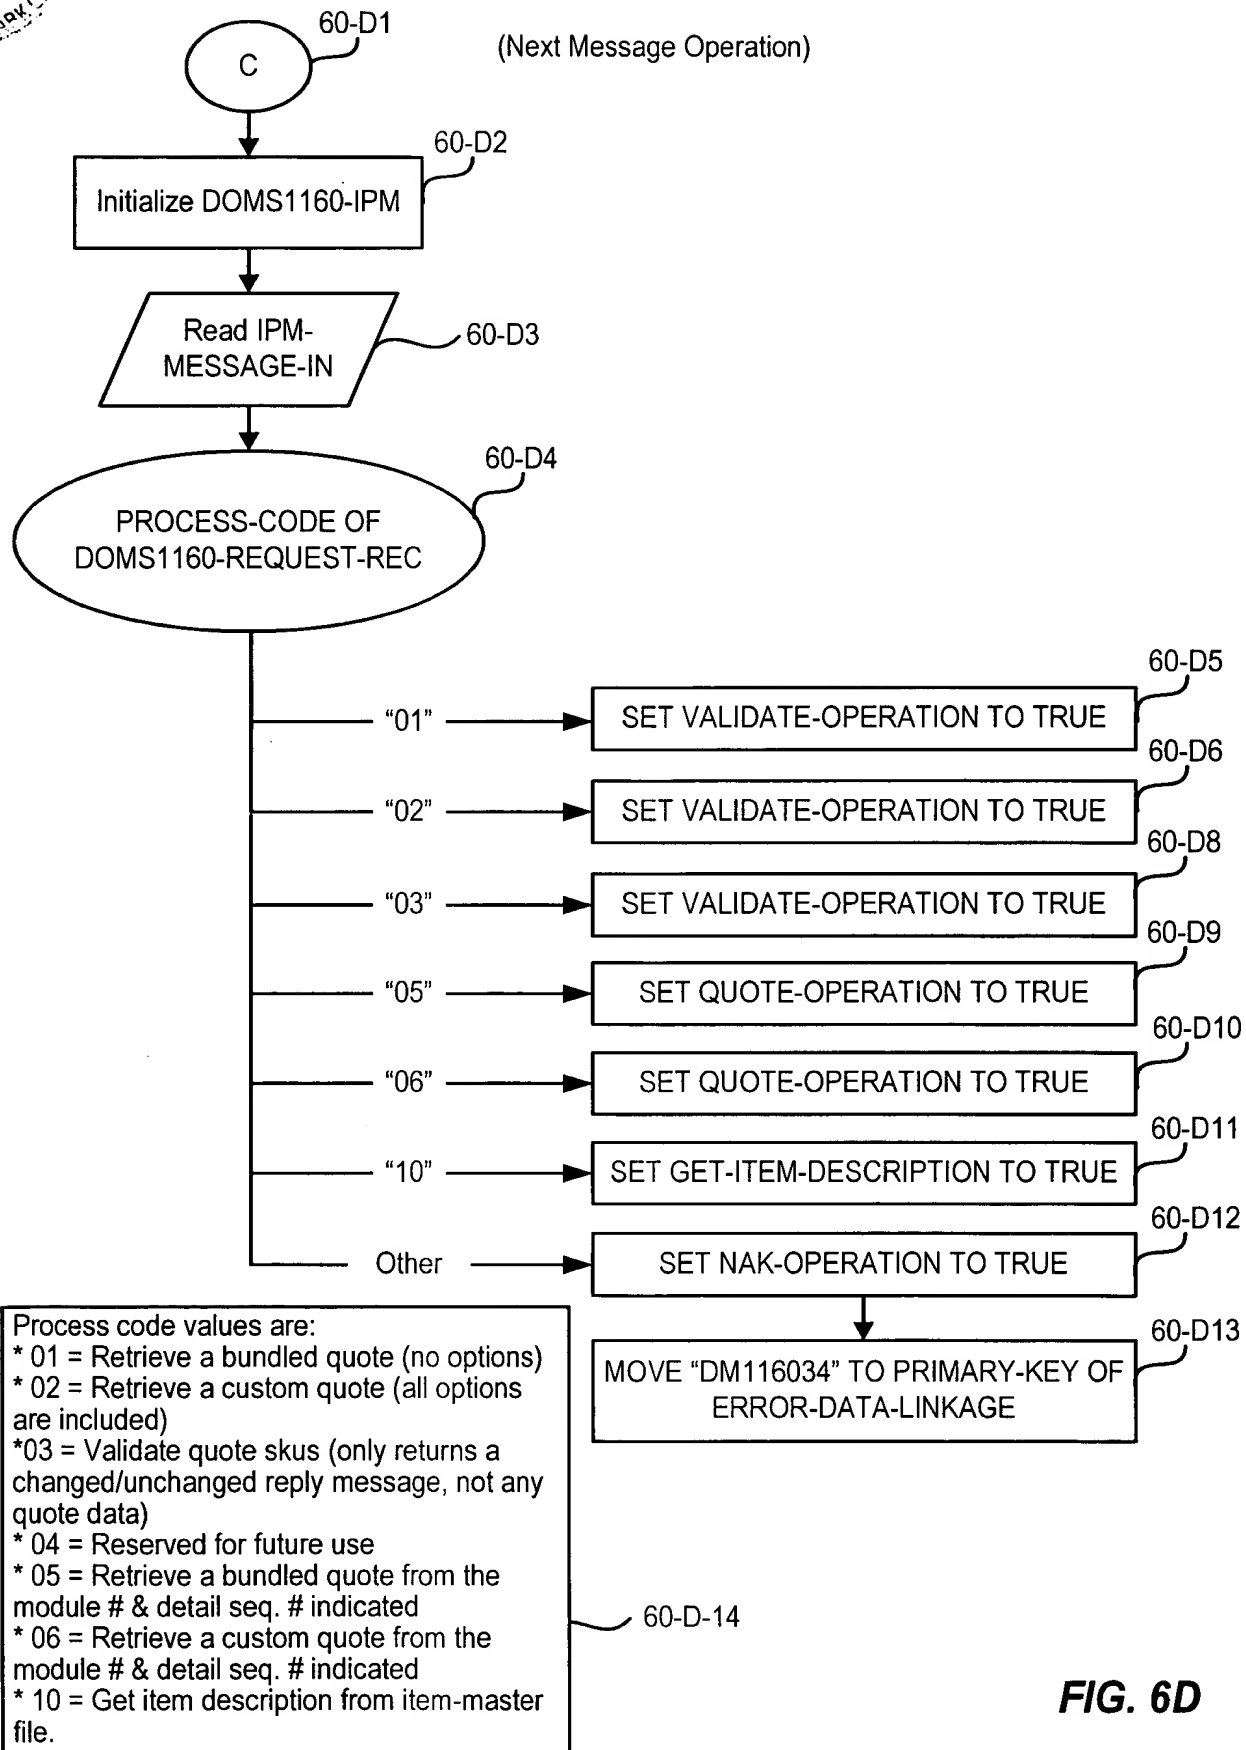 60-D1
(Next Message Operation)
C
60-D2
Initialize DOMS1160-IPM
Read IPM-
MESSAGE-IN
60-D3
60-D4
PROCESS-CODE OF
DOMS1160-REQUEST-REC
60-D5
“01”
SET VALIDATE-OPERATION TO TRUE
60-D6
“02”
SET VALIDATE-OPERATION TO TRUE
60-D8
“03”
SET VALIDATE-OPERATION TO TRUE
60-D9
“05”
SET QUOTE-OPERATION TO TRUE
60-D10
“06”
SET QUOTE-OPERATION TO TRUE
60-D11
“10”
SET GET-ITEM-DESCRIPTION TO TRUE
60-D12
Other
SET NAK-OPERATION TO TRUE
60-D13
MOVE “DM116034” TO PRIMARY-KEY OF
ERROR-DATA-LINKAGE
Process code values are:
* 01 = Retrieve a bundled quote (no options)
* 02 = Retrieve a custom quote (all options
are included)
*03 = Validate quote skus (only returns a
changed/unchanged reply message, not any
quote data)
* 04 = Reserved for future use
* 05 = Retrieve a bundled quote from the
module # & detail seq. # indicated
* 06 = Retrieve a custom quote from the
module # & detail seq. # indicated
* 10 = Get item description from item-master
file.
60-D-14
FIG. 6D